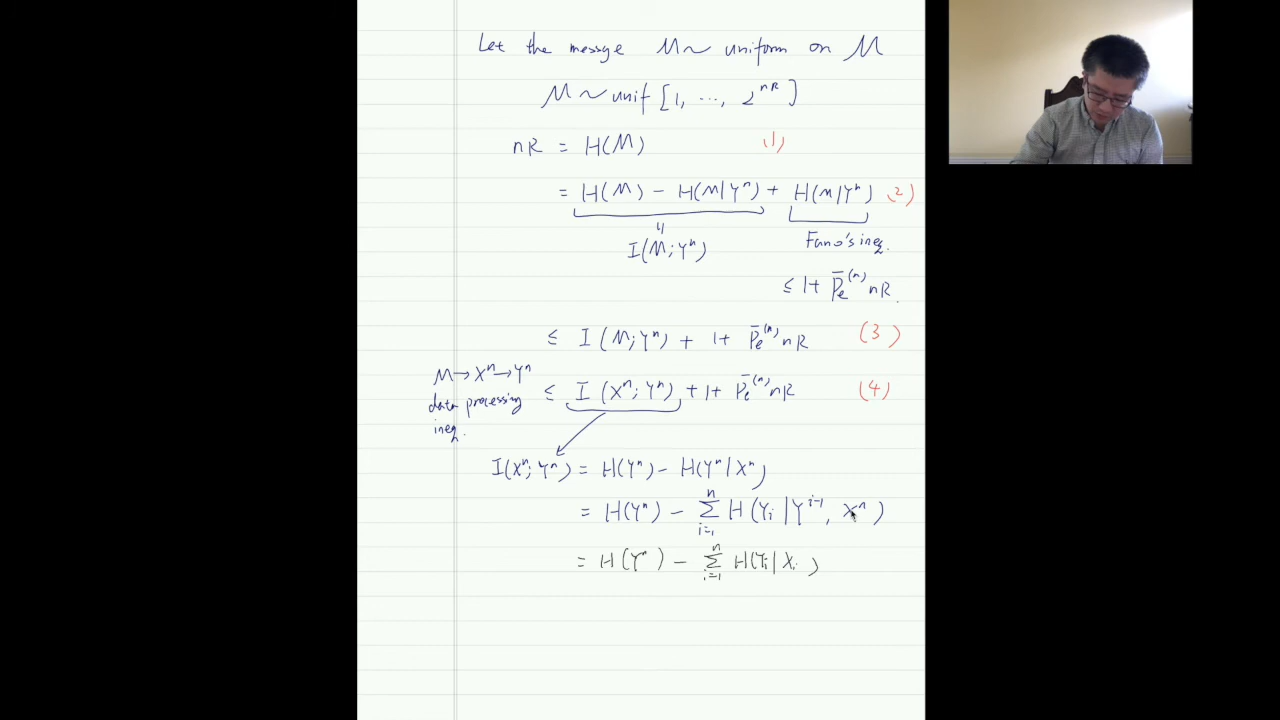 Let the messge M ~ uniform on M
M ~ unif [1, ..., 2^{nR}]
nR = H(M) (1)
= H(M) - H(M|Y^n) + H(M|Y^n) (2)
"
I(M; Y^n) Fano's ineq.
≤ 1 + P̄_e^{(n)} nR.
≤ I(M; Y^n) + 1 + P̄_e^{(n)} nR (3)
M → X^n → Y^n
data processing
ineq.
≤ I(X^n; Y^n) + 1 + P̄_e^{(n)} nR (4)
I(X^n; Y^n) = H(Y^n) - H(Y^n|X^n)
= H(Y^n) - Σ_{i=1}^n H(Y_i|Y^{i-1}, X^n)
= H(Y^n) - Σ_{i=1}^n H(Y_i|X_i)